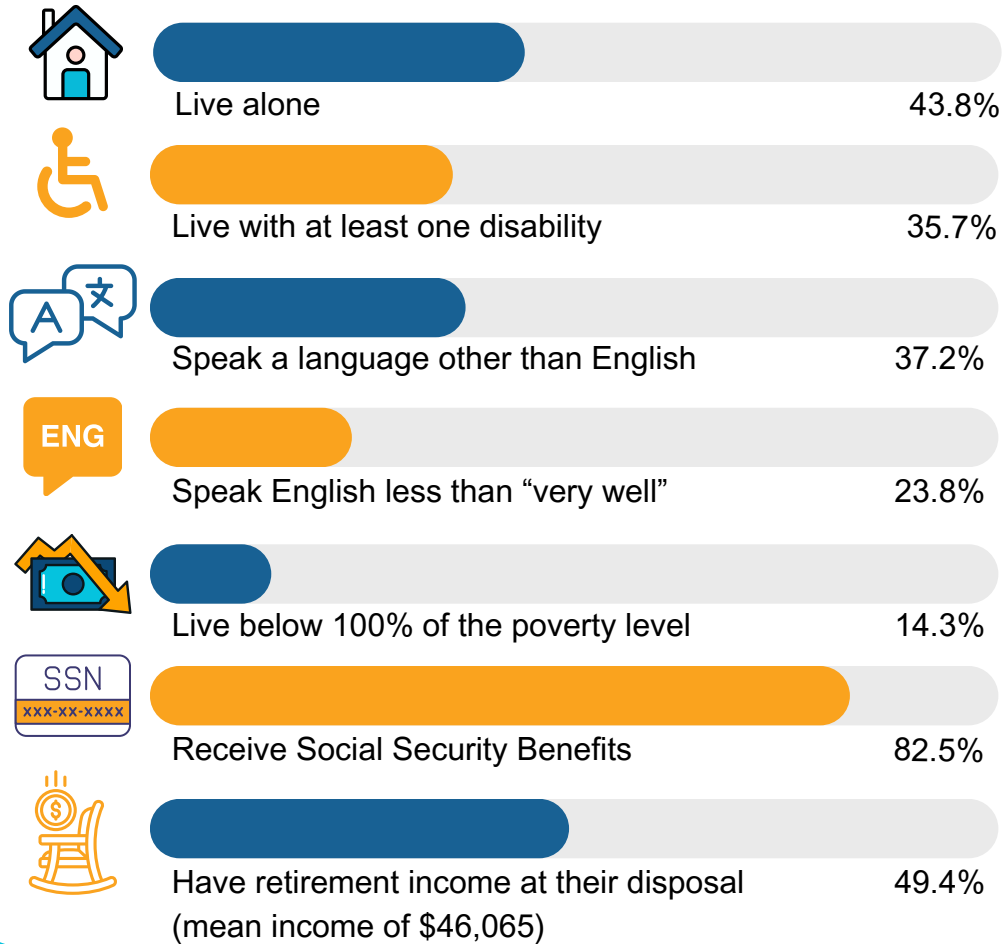 Live alone 43.8%
Live with at least one disability 35.7%
A 文
Speak a language other than English 37.2%
ENG
Speak English less than “very well” 23.8%
Live below 100% of the poverty level 14.3%
SSN
xxx-xx-xxxx
Receive Social Security Benefits 82.5%
$
Have retirement income at their disposal 49.4%
(mean income of $46,065)